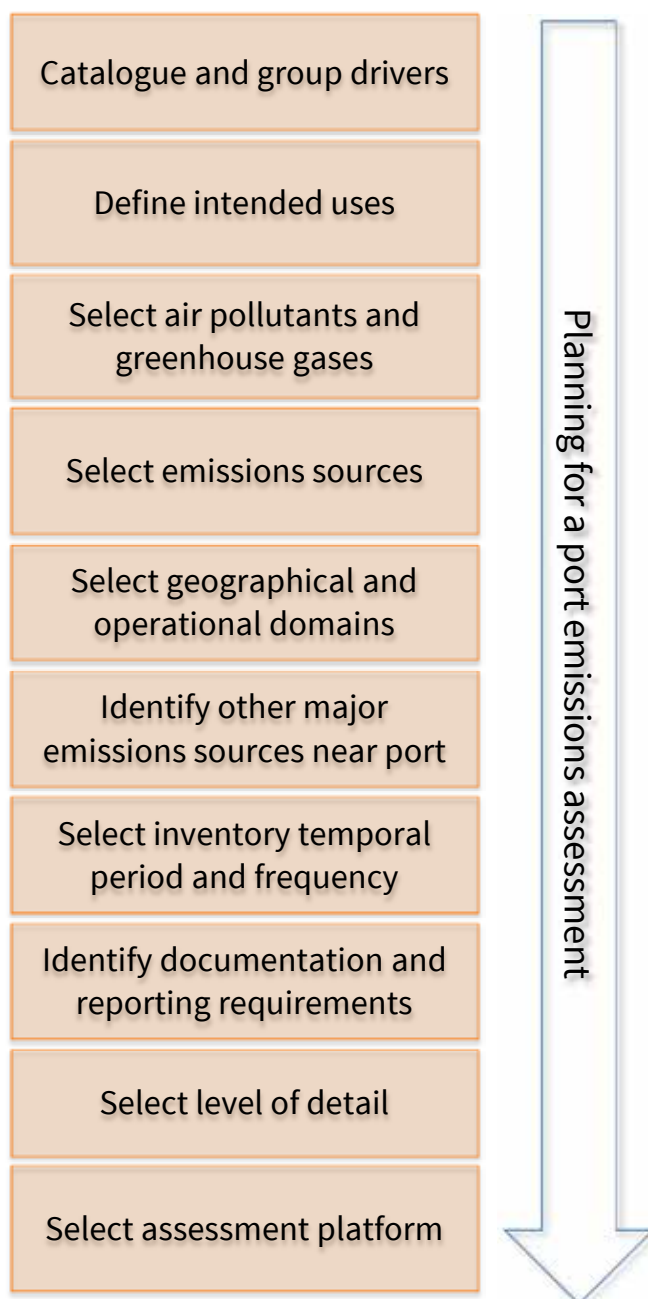 Catalogue and group drivers
Define intended uses
Select air pollutants and
greenhouse gases
Select emissions sources
Select geographical and
operational domains
Identify other major
emissions sources near port
Select inventory temporal
period and frequency
Identify documentation and
reporting requirements
Select level of detail
Select assessment platform
Planning for a port emissions assessment